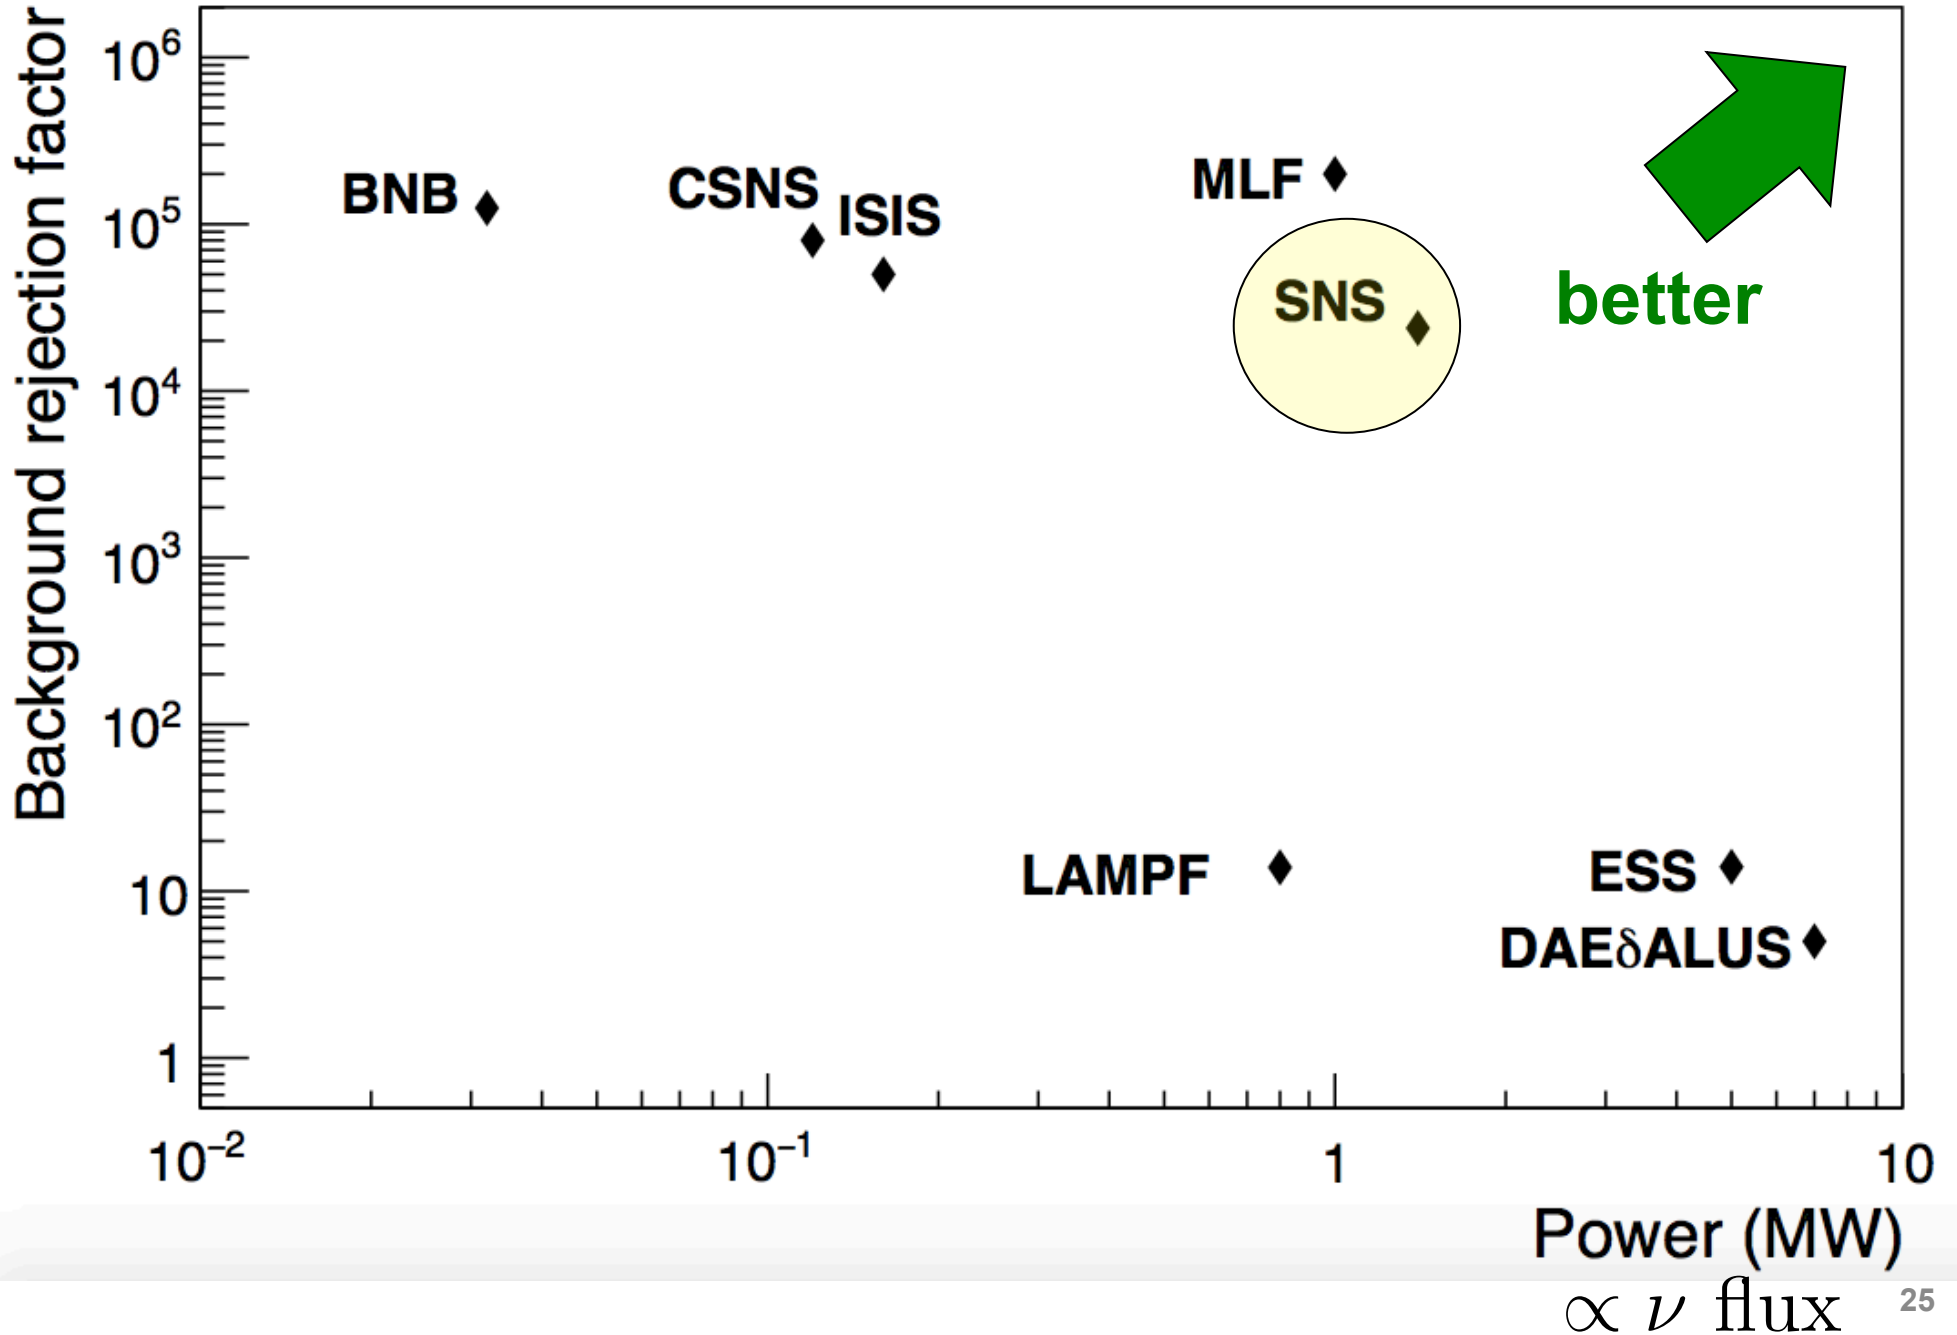 Background rejection factor
10⁶
10⁵
10⁴
10³
10²
10
1
BNB
CSNS
ISIS
MLF
SNS
better
LAMPF
ESS
DAEδALUS
10⁻²
10⁻¹
1
10
Power (MW)
∝ ν flux
25